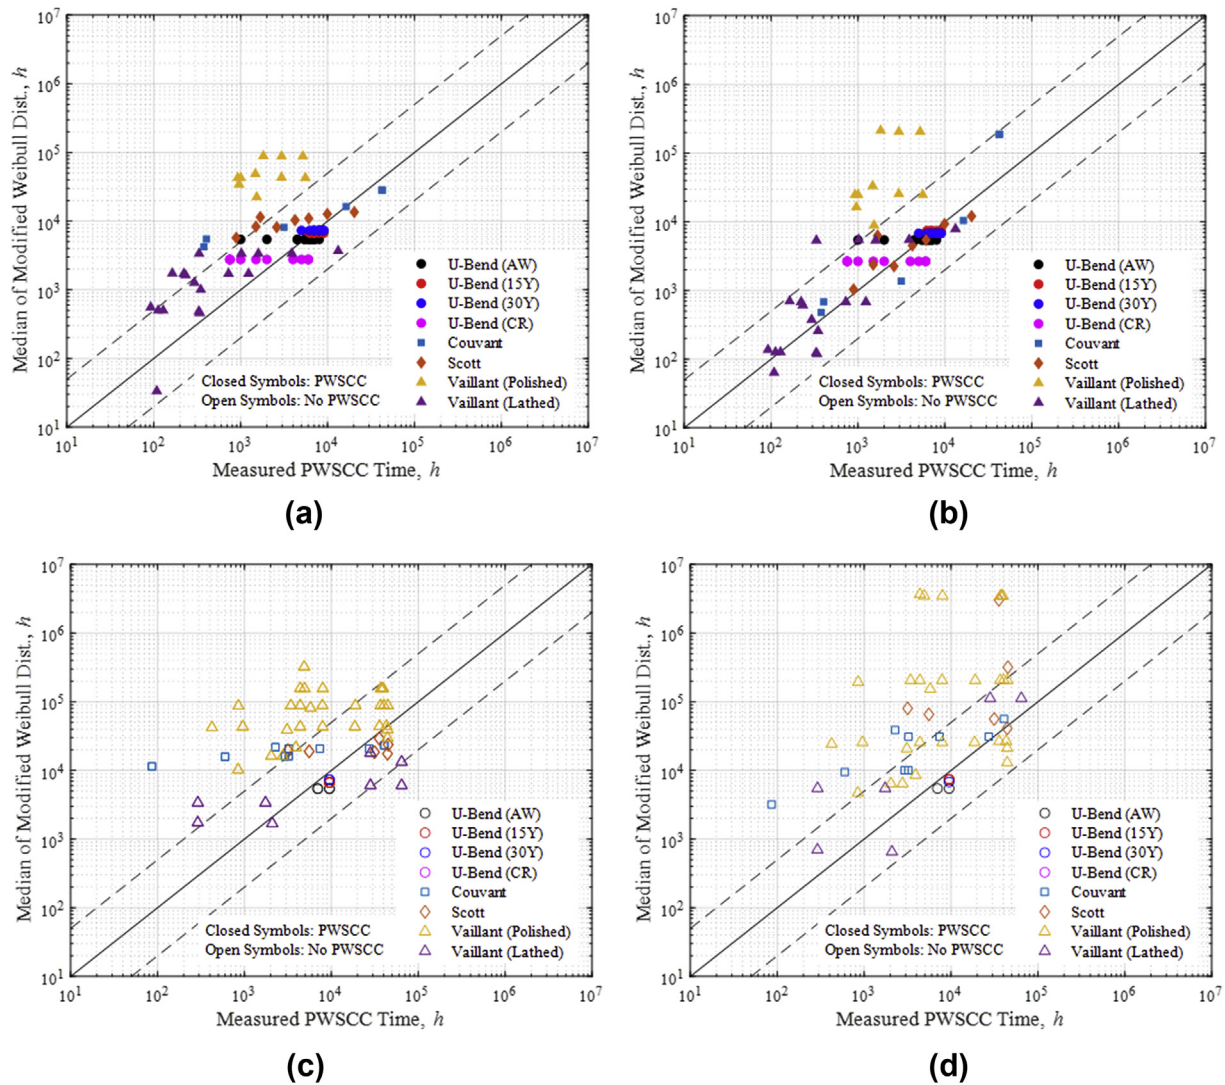 Median of Modified Weibull Dist., h
10^7
10^6
10^5
10^4
10^3
10^2
10^1
U-Bend (AW)
U-Bend (15Y)
U-Bend (30Y)
U-Bend (CR)
Couvant
Scott
Closed Symbols: PWSCC
Vaillant (Polished)
Open Symbols: No PWSCC
Vaillant (Lathed)
10^1 10^2 10^3 10^4 10^5 10^6 10^7
Measured PWSCC Time, h
(a)
Median of Modified Weibull Dist., h
10^7
10^6
10^5
10^4
10^3
10^2
10^1
U-Bend (AW)
U-Bend (15Y)
U-Bend (30Y)
U-Bend (CR)
Couvant
Scott
Closed Symbols: PWSCC
Vaillant (Polished)
Open Symbols: No PWSCC
Vaillant (Lathed)
10^1 10^2 10^3 10^4 10^5 10^6 10^7
Measured PWSCC Time, h
(b)
Median of Modified Weibull Dist., h
10^7
10^6
10^5
10^4
10^3
10^2
10^1
U-Bend (AW)
U-Bend (15Y)
U-Bend (30Y)
U-Bend (CR)
Couvant
Scott
Closed Symbols: PWSCC
Vaillant (Polished)
Open Symbols: No PWSCC
Vaillant (Lathed)
10^1 10^2 10^3 10^4 10^5 10^6 10^7
Measured PWSCC Time, h
(c)
Median of Modified Weibull Dist., h
10^7
10^6
10^5
10^4
10^3
10^2
10^1
U-Bend (AW)
U-Bend (15Y)
U-Bend (30Y)
U-Bend (CR)
Couvant
Scott
Closed Symbols: PWSCC
Vaillant (Polished)
Open Symbols: No PWSCC
Vaillant (Lathed)
10^1 10^2 10^3 10^4 10^5 10^6 10^7
Measured PWSCC Time, h
(d)